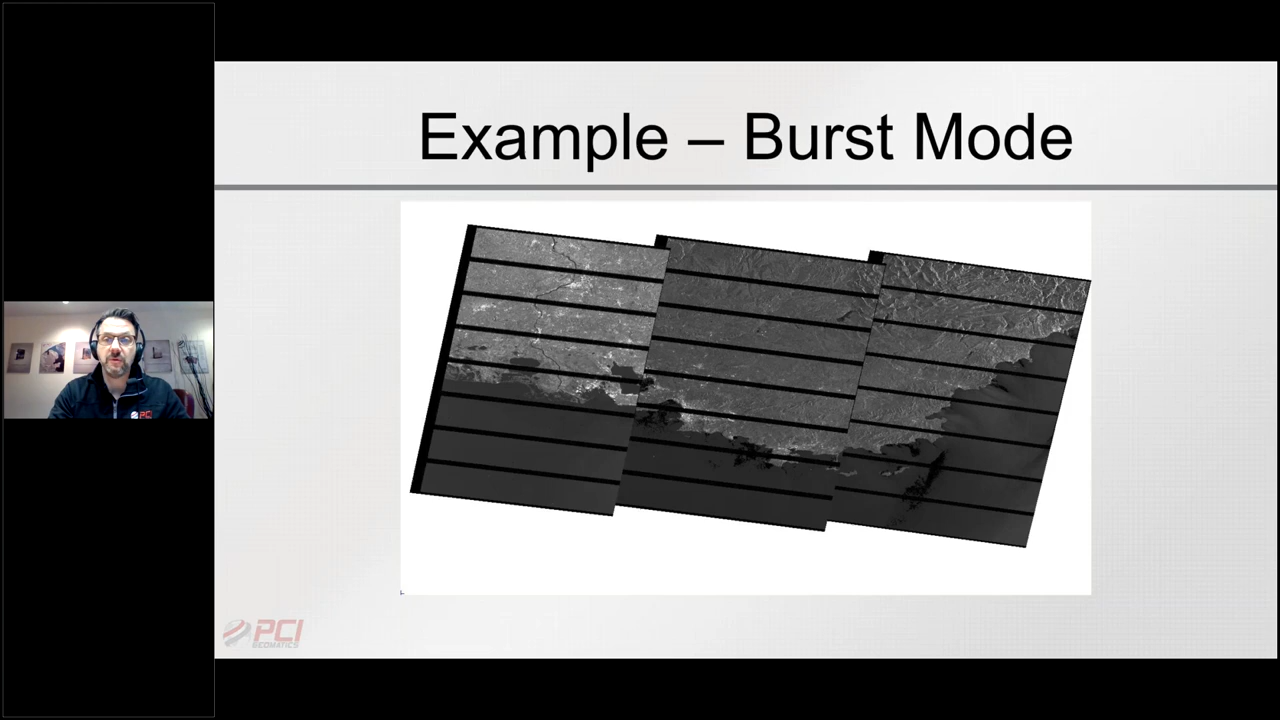 Example – Burst Mode
PCI
GEOMATICS
PCI